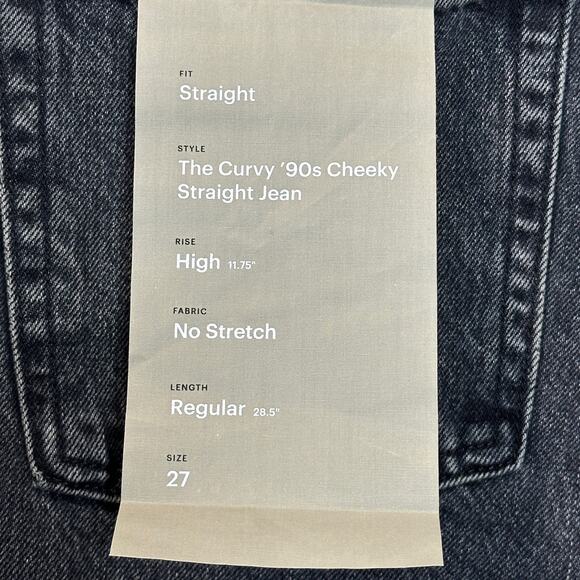 FIT
Straight
STYLE
The Curvy ’90s Cheeky
Straight Jean
RISE
High 11.75"
FABRIC
No Stretch
LENGTH
Regular 28.5"
SIZE
27